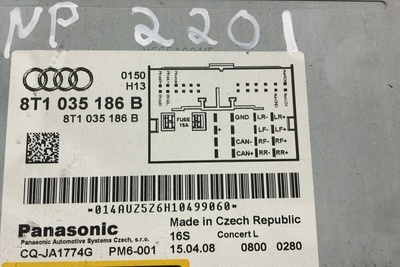 NP 2201
0150
H13
8T1 035 186 B
8T1 035 186 B
FUSE
15A
GND LR- LR+
+ LF- LF+
CAN- RF- RF+
CAN+ RR- RR+
*014AUZ5Z6H10499060*
Panasonic
Panasonic Automotive Systems Czech, s.r.o.
CQ-JA1774G PM6-001
Made in Czech Republic
16S Concert L
15.04.08 0800 0280